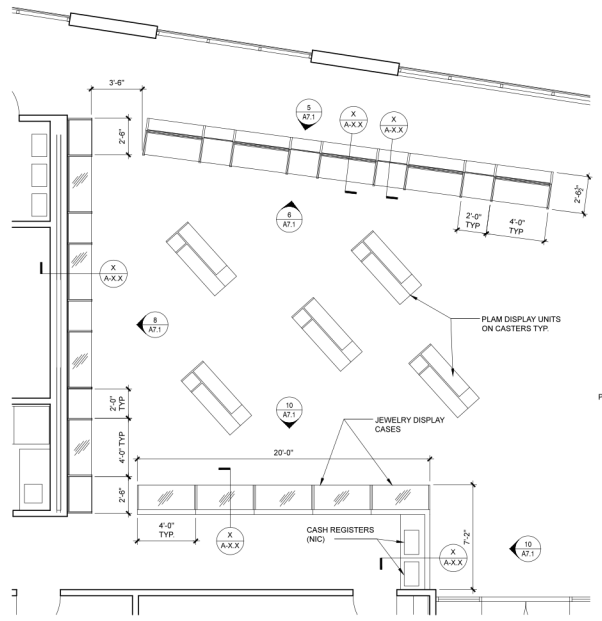 3'-6"
5
A7.1
X
A-X.X
X
A-X.X
2'-6"
2'-6½"
2'-0"
TYP
4'-0"
TYP
6
A7.1
X
A-X.X
8
A7.1
PLAM DISPLAY UNITS
ON CASTERS TYP.
P
2'-0"
TYP
10
A7.1
JEWELRY DISPLAY
CASES
4'-0" TYP
20'-0"
2'-6"
4'-0"
TYP.
X
A-X.X
CASH REGISTERS
(NIC)
7'-2"
X
A-X.X
10
A7.1